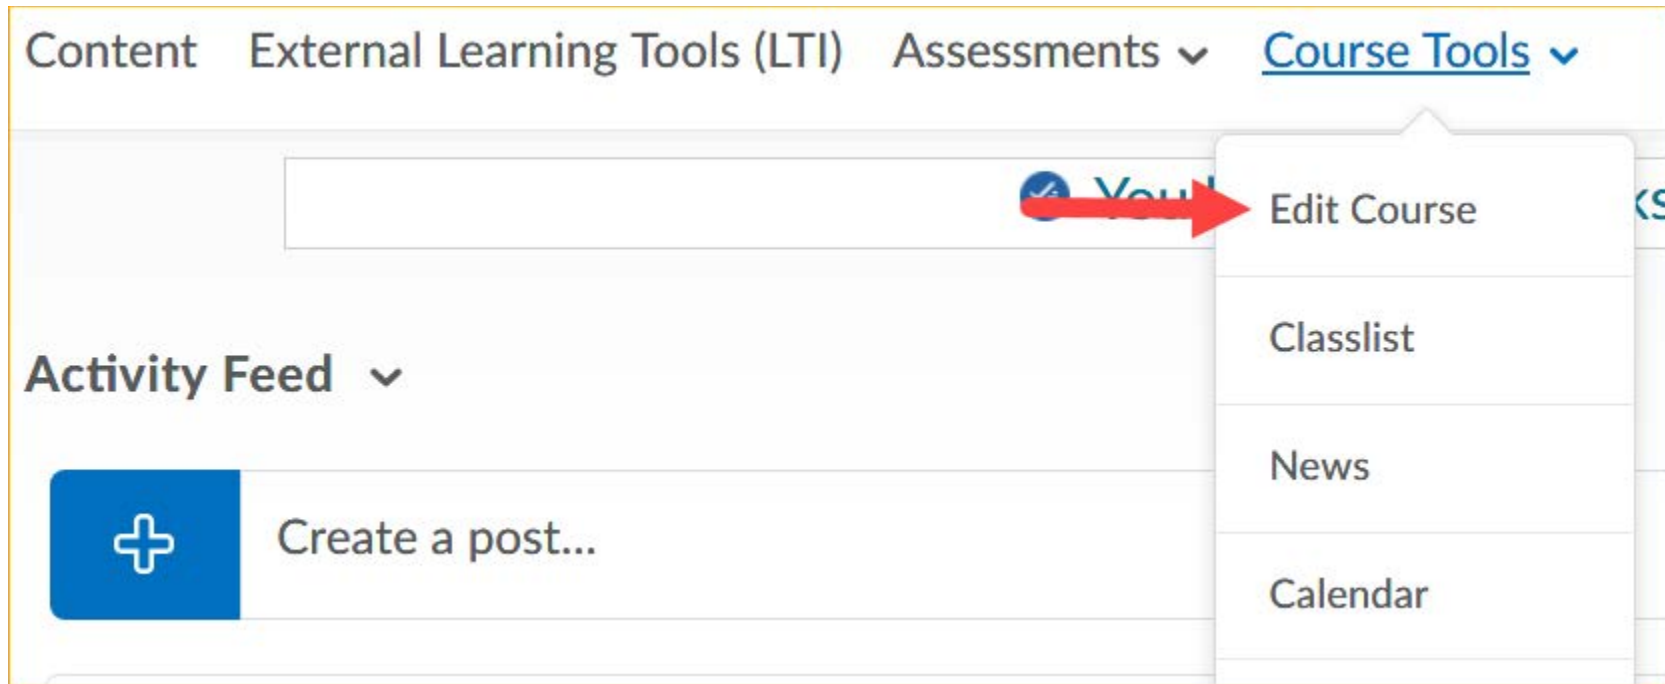 Content External Learning Tools (LTI) Assessments Course Tools
Edit Course
Classlist
News
Calendar
Activity Feed
Create a post...